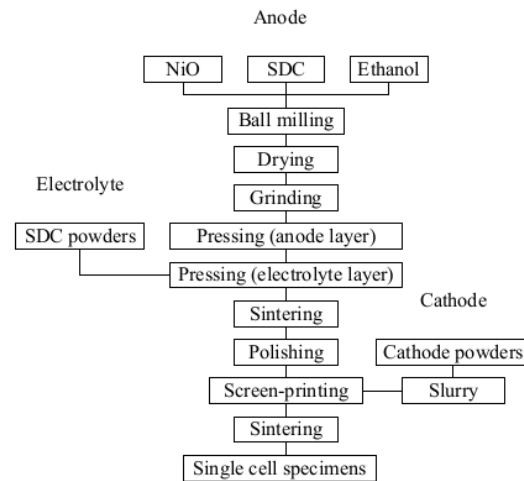 Anode
NiO SDC Ethanol
Ball milling
Drying
Electrolyte
Grinding
SDC powders Pressing (anode layer)
Pressing (electrolyte layer)
Cathode
Sintering
Polishing Cathode powders
Screen-printing Slurry
Sintering
Single cell specimens